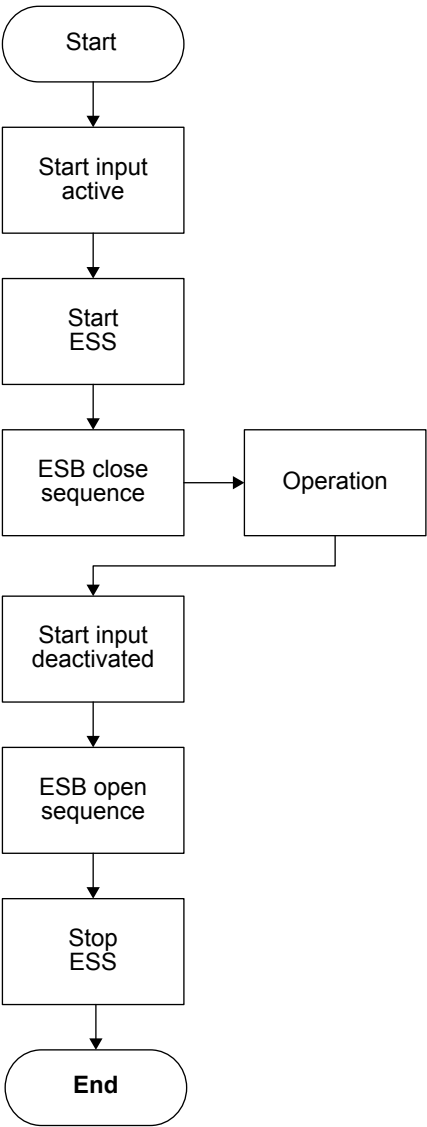 Start
Start input
active
Start
ESS
ESB close
sequence
Operation
Start input
deactivated
ESB open
sequence
Stop
ESS
End